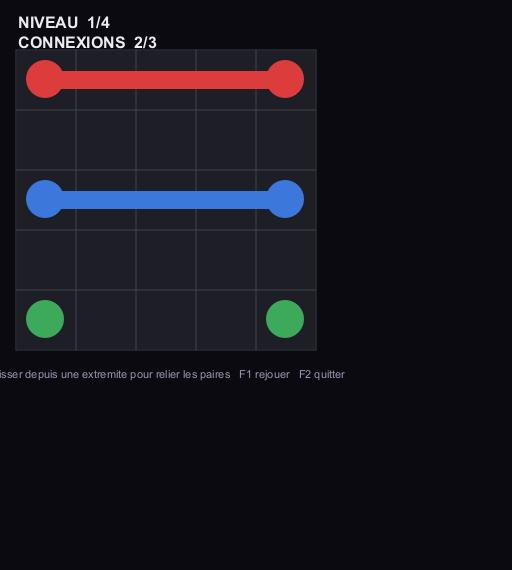 NIVEAU 1/4
CONNEXIONS 2/3
isser depuis une extremite pour relier les paires F1 rejouer F2 quitter